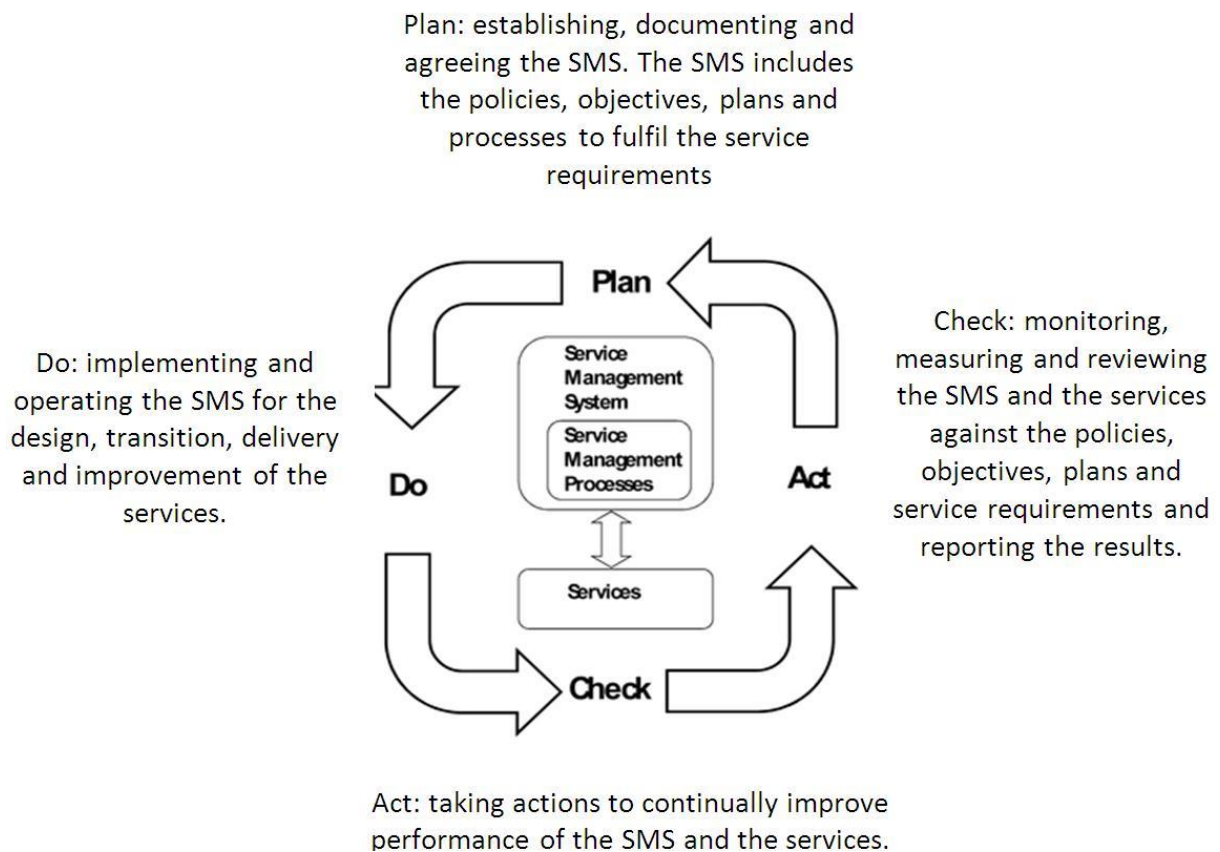 Plan: establishing, documenting and
agreeing the SMS. The SMS includes
the policies, objectives, plans and
processes to fulfil the service
requirements
Plan
Do: implementing and
operating the SMS for the
design, transition, delivery
and improvement of the
services.
Do
Service
Management
System
Service
Management
Processes
Services
Act
Check: monitoring,
measuring and reviewing
the SMS and the services
against the policies,
objectives, plans and
service requirements and
reporting the results.
Check
Act: taking actions to continually improve
performance of the SMS and the services.